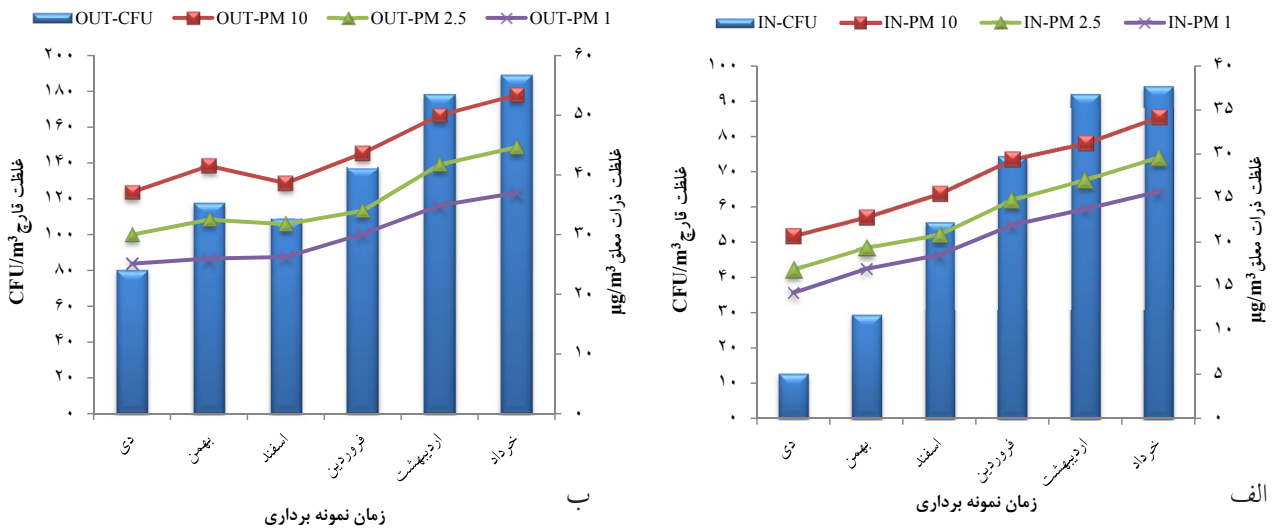 OUT-CFU OUT-PM 10 OUT-PM 2.5 OUT-PM 1
۲۰۰
۱۸۰
۱۶۰
۱۴۰
۱۲۰
۱۰۰
۸۰
۶۰
۴۰
۲۰
۰
غلظت قارچ CFU/m³
۶۰
۵۰
۴۰
۳۰
۲۰
۱۰
۰
غلظت ذرات معلق µg/m³
دی
بهمن
اسفند
فروردین
اردیبهشت
خرداد
زمان نمونه برداری
ب
IN-CFU IN-PM 10 IN-PM 2.5 IN-PM 1
۱۰۰
۹۰
۸۰
۷۰
۶۰
۵۰
۴۰
۳۰
۲۰
۱۰
۰
غلظت قارچ CFU/m³
۴۰
۳۵
۳۰
۲۵
۲۰
۱۵
۱۰
۵
۰
غلظت ذرات معلق µg/m³
دی
بهمن
اسفند
فروردین
اردیبهشت
خرداد
زمان نمونه برداری
الف